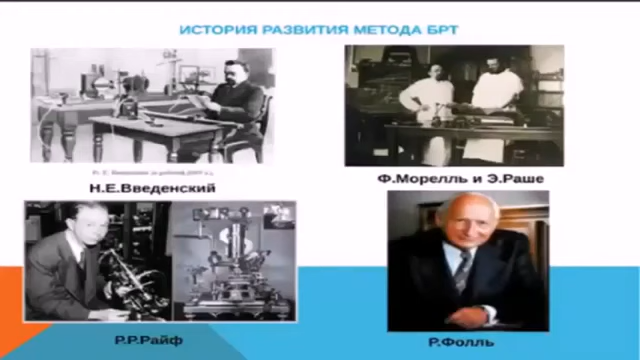 ИСТОРИЯ РАЗВИТИЯ МЕТОДА БРТ
Н.Е.Введенский
Ф.Морелль и Э.Раше
Р.Р.Райф
Р.Фолль